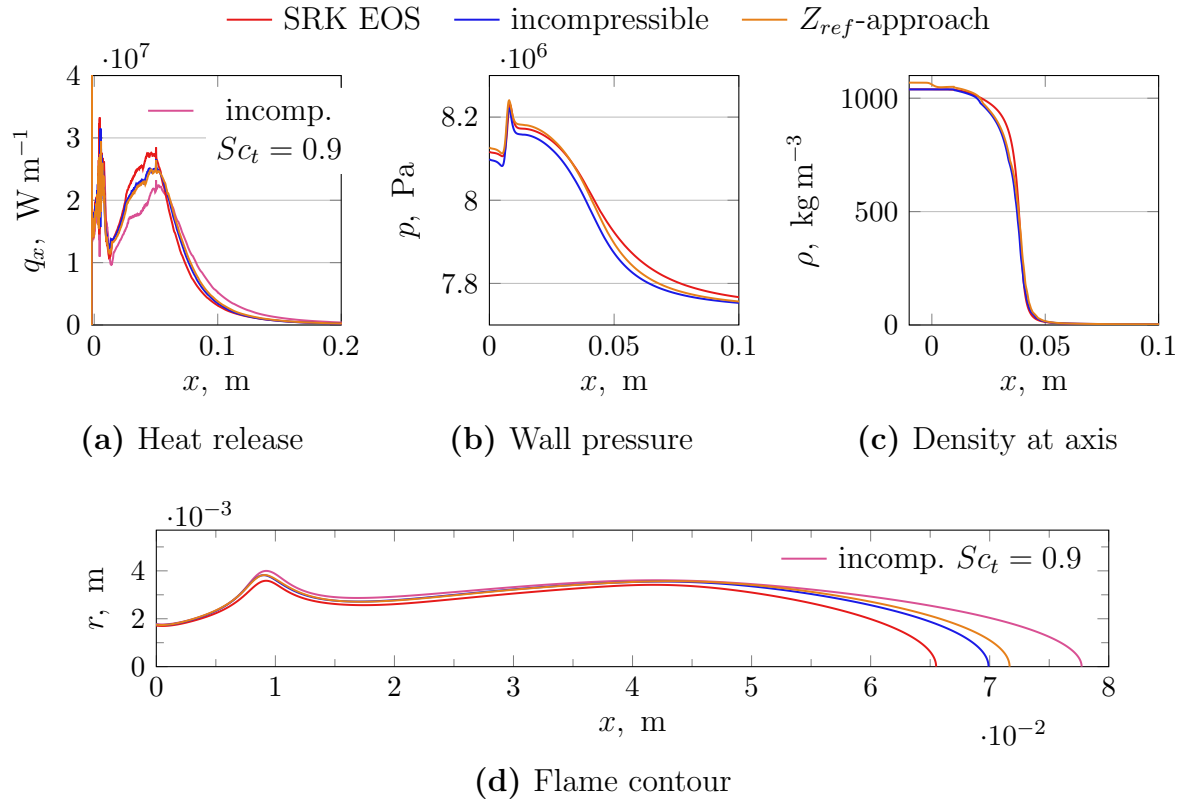 SRK EOS incompressible Z_ref-approach
·10^7
4
3
2
1
0
0 0.1 0.2
q_x, W m^−1
x, m
incomp.
Sc_t = 0.9
(a) Heat release
·10^6
8.2
8
7.8
0 0.05 0.1
p, Pa
x, m
(b) Wall pressure
1000
500
0
0 0.05 0.1
ρ, kg m^−3
x, m
(c) Density at axis
·10^−3
4
2
0
0 1 2 3 4 5 6 7 8
r, m
x, m
·10^−2
incomp. Sc_t = 0.9
(d) Flame contour